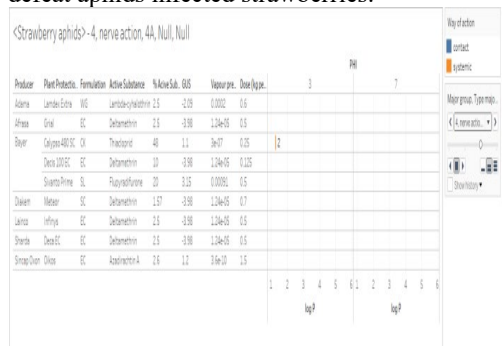 defeat aphids infected strawberries.
<Strawberry aphids> - 4, nerve action, 4A, Null, Null
PHI
Producer Plant Protectio.. Formulation Active Substance % Acive Sub.. GUS Vapour pre.. Dose (kg pe.. 3 7
Adama Lamdex Extra WG Lambda-cyhalothrin 2.5 -2.09 0.0002 0.6
Afrasa Grial EC Deltamethrin 2.5 -3.98 1.24e-05 0.5
Bayer Calypso 480 SC CX Thiacloprid 48 1.1 3e-07 0.25 2
Decis 100 EC EC Deltamethrin 10 -3.98 1.24e-05 0.125
Sivanto Prime SL Flupyradifurone 20 3.15 0.00091 0.5
Diakem Meteor SC Deltamethrin 1.57 -3.98 1.24e-05 0.7
Lainco Infinys EC Deltamethrin 2.5 -3.98 1.24e-05 0.5
Sharda Deza EC EC Deltamethrin 2.5 -3.98 1.24e-05 0.5
Sincap Oxon Oikos EC Azadirachtin A 2.6 1.2 3.6e-10 1.5
1 2 3 4 5 6 1 2 3 4 5 6
log P log P
Way of action
contact
systemic
Major group. Type majo..
4, nerve actio..
Show history